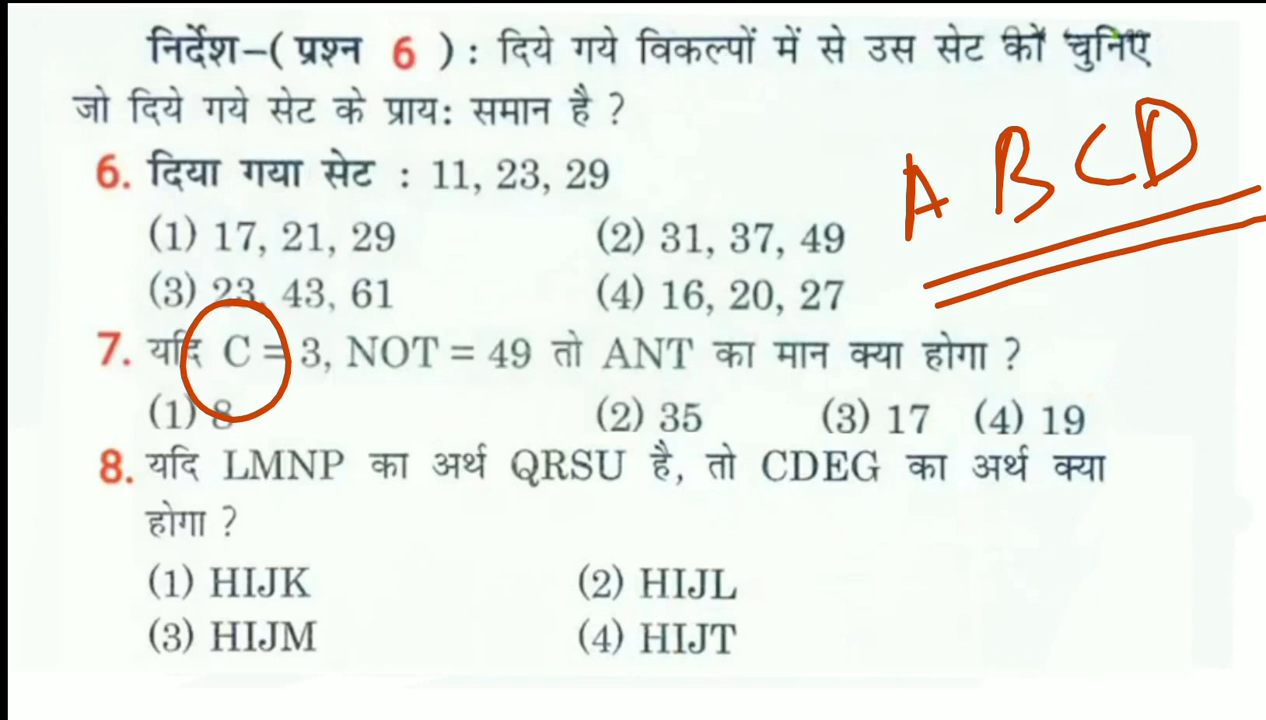 निर्देश–( प्रश्न 6 ) : दिये गये विकल्पों में से उस सेट को चुनिए
जो दिये गये सेट के प्राय: समान है ?
A B C D
6. दिया गया सेट : 11, 23, 29
(1) 17, 21, 29 (2) 31, 37, 49
(3) 23, 43, 61 (4) 16, 20, 27
7. यदि C = 3, NOT = 49 तो ANT का मान क्या होगा ?
(1) 8 (2) 35 (3) 17 (4) 19
8. यदि LMNP का अर्थ QRSU है, तो CDEG का अर्थ क्या
होगा ?
(1) HIJK (2) HIJL
(3) HIJM (4) HIJT